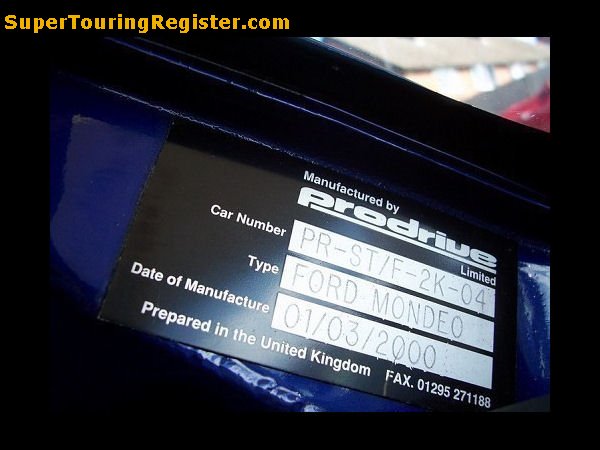 SuperTouringRegister.com
Manufactured by
prodrive
Limited
Car Number PR-ST/F-2K-04
Type FORD MONDEO
Date of Manufacture 01/03/2000
Prepared in the United Kingdom FAX. 01295 271188